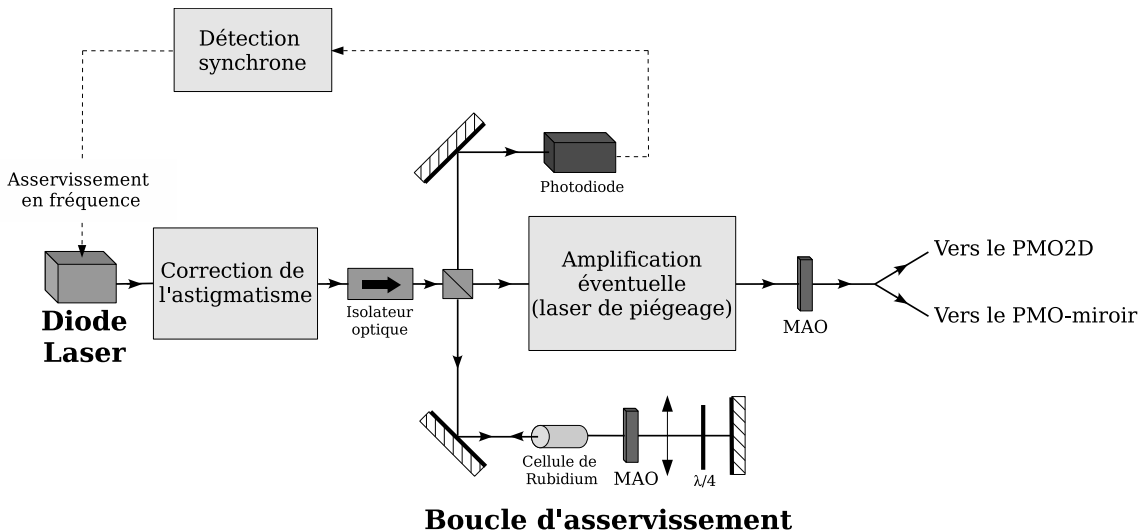 Détection
synchrone
Asservissement
en fréquence
Photodiode
Correction de
l'astigmatisme
Amplification
éventuelle
(laser de piégeage)
Vers le PMO2D
Isolateur
optique
MAO
Vers le PMO-miroir
Diode
Laser
Cellule de
Rubidium
MAO
λ/4
Boucle d'asservissement